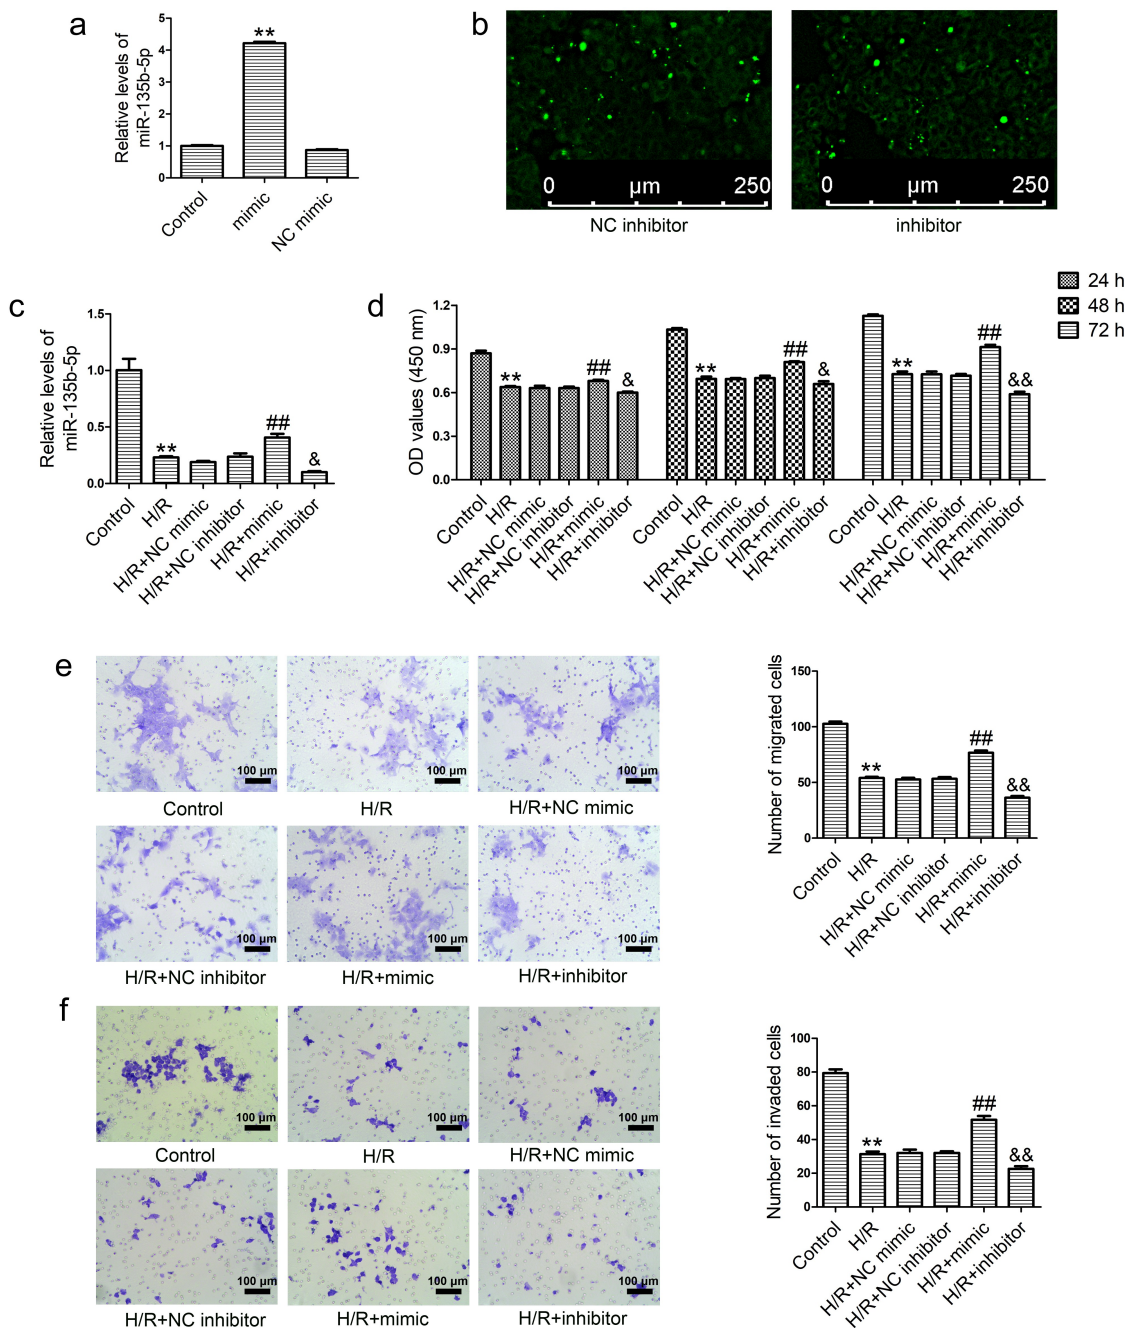 a
Relative levels of
miR-135b-5p
5
4
3
2
1
0
**
Control
mimic
NC mimic
b
0 µm 250
NC inhibitor
0 µm 250
inhibitor
c
Relative levels of
miR-135b-5p
1.5
1.0
0.5
0.0
**
##
&
Control
H/R
H/R+NC mimic
H/R+NC inhibitor
H/R+mimic
H/R+inhibitor
d
OD values (450 nm)
1.2
0.9
0.6
0.3
0.0
**
##
&
**
##
&
**
##
&&
Control
H/R
H/R+NC mimic
H/R+NC inhibitor
H/R+mimic
H/R+inhibitor
Control
H/R
H/R+NC mimic
H/R+NC inhibitor
H/R+mimic
H/R+inhibitor
Control
H/R
H/R+NC mimic
H/R+NC inhibitor
H/R+mimic
H/R+inhibitor
24 h
48 h
72 h
e
100 µm
100 µm
100 µm
Control
H/R
H/R+NC mimic
100 µm
100 µm
100 µm
H/R+NC inhibitor
H/R+mimic
H/R+inhibitor
Number of migrated cells
150
100
50
0
**
##
&&
Control
H/R
H/R+NC mimic
H/R+NC inhibitor
H/R+mimic
H/R+inhibitor
f
100 µm
100 µm
100 µm
Control
H/R
H/R+NC mimic
100 µm
100 µm
100 µm
H/R+NC inhibitor
H/R+mimic
H/R+inhibitor
Number of invaded cells
100
80
60
40
20
0
**
##
&&
Control
H/R
H/R+NC mimic
H/R+NC inhibitor
H/R+mimic
H/R+inhibitor